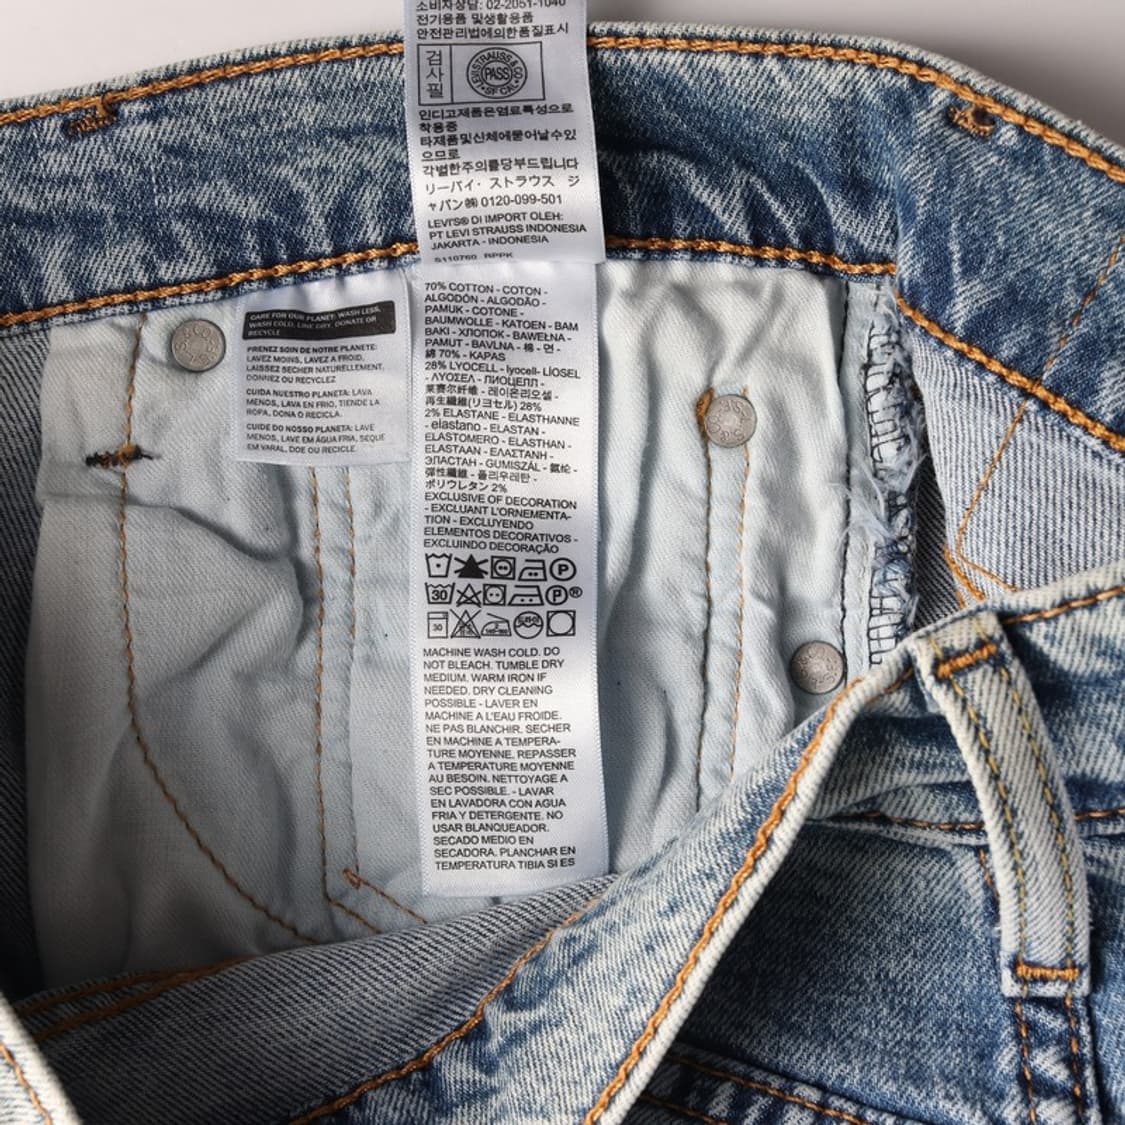 소비자상담: 02-2051-1040
전기용품 및생활용품
안전관리법에의한품질표시
검
사
필
LEVI STRAUSS & CO
(PASS)
SF CAL
인디고제품은염료특성으로
착용중
타제품및신체에묻어날수있
으므로
각별한주의를당부드립니다
リーバイ・ストラウス ジ
ャパン㈱ 0120-099-501
LEVI'S® DI IMPORT OLEH:
PT LEVI STRAUSS INDONESIA
JAKARTA - INDONESIA
S110760 RPPK
CARE FOR OUR PLANET: WASH LESS,
WASH COLD, LINE DRY, DONATE OR
RECYCLE
PRENEZ SOIN DE NOTRE PLANETE:
LAVEZ MOINS, LAVEZ A FROID,
LAISSEZ SECHER NATURELLEMENT,
DONNEZ OU RECYCLEZ
CUIDA NUESTRO PLANETA: LAVA
MENOS, LAVA EN FRIO, TIENDE LA
ROPA, DONA O RECICLA.
CUIDE DO NOSSO PLANETA: LAVE
MENOS, LAVE EM ÁGUA FRIA, SEQUE
EM VARAL, DOE OU RECICLE.
70% COTTON - COTON -
ALGODÓN - ALGODÃO -
PAMUK - COTONE -
BAUMWOLLE - KATOEN - BAM
BAKI - ХЛОПОК - BAWEŁNA -
PAMUT - BAVLNA - 棉 - 면 -
綿 70% - KAPAS
28% LYOCELL - lyocell- LÍOSEL
- ΛΥΟΣΕΛ - ЛИОЦЕЛЛ -
莱赛尔纤维 - 레이온리오셀 -
再生繊維(リヨセル) 28%
2% ELASTANE - ELASTHANNE
- elastano - ELASTAN -
ELASTOMERO - ELASTHAN -
ELASTAAN - ΕΛΑΣΤΑΝΗ -
ЭЛАСТАН - GUMISZÁL - 氨纶 -
彈性纖維 - 폴리우레탄 -
ポリウレタン 2%
EXCLUSIVE OF DECORATION
- EXCLUANT L'ORNEMENTA-
TION - EXCLUYENDO
ELEMENTOS DECORATIVOS -
EXCLUINDO DECORAÇÃO
P
30 P®
30
MACHINE WASH COLD. DO
NOT BLEACH. TUMBLE DRY
MEDIUM. WARM IRON IF
NEEDED. DRY CLEANING
POSSIBLE - LAVER EN
MACHINE A L'EAU FROIDE.
NE PAS BLANCHIR. SECHER
EN MACHINE A TEMPERA-
TURE MOYENNE. REPASSER
A TEMPERATURE MOYENNE
AU BESOIN. NETTOYAGE A
SEC POSSIBLE. - LAVAR
EN LAVADORA CON AGUA
FRIA Y DETERGENTE. NO
USAR BLANQUEADOR.
SECADO MEDIO EN
SECADORA. PLANCHAR EN
TEMPERATURA TIBIA SI ES